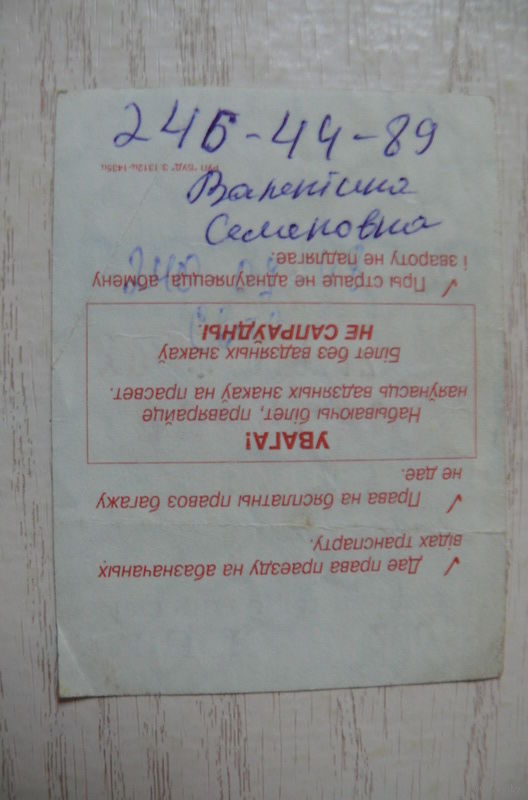 246-44-89
Валентина
Семеновна
✓ Дае права праезду на абазначаных
відах транспарту.
✓ Права на бясплатны правоз багажу
не дае.
УВАГА!
Набываючы білет, правярайце
наяўнасць вадзяных знакаў на прасвет.
Білет без вадзяных знакаў
НЕ САПРАЎДНЫ.
✓ Пры страце не аднаўляецца, абмену
і звароту не падлягае.